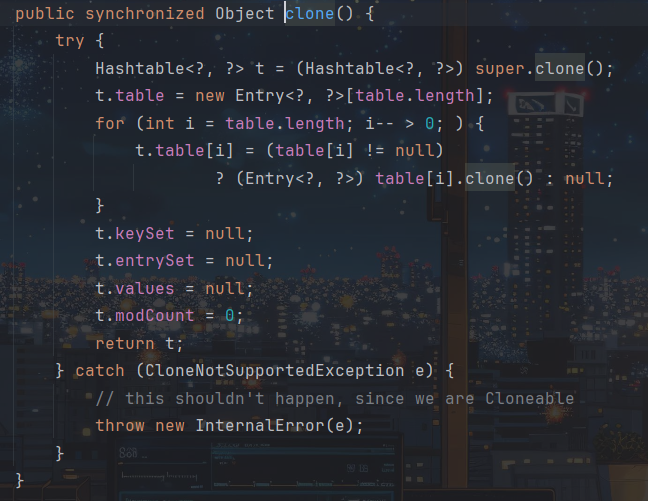 public synchronized Object clone() {
    try {
        Hashtable<?, ?> t = (Hashtable<?, ?>) super.clone();
        t.table = new Entry<?, ?>[table.length];
        for (int i = table.length; i-- > 0; ) {
            t.table[i] = (table[i] != null)
                    ? (Entry<?, ?>) table[i].clone() : null;
        }
        t.keySet = null;
        t.entrySet = null;
        t.values = null;
        t.modCount = 0;
        return t;
    } catch (CloneNotSupportedException e) {
        // this shouldn't happen, since we are Cloneable
        throw new InternalError(e);
    }
}